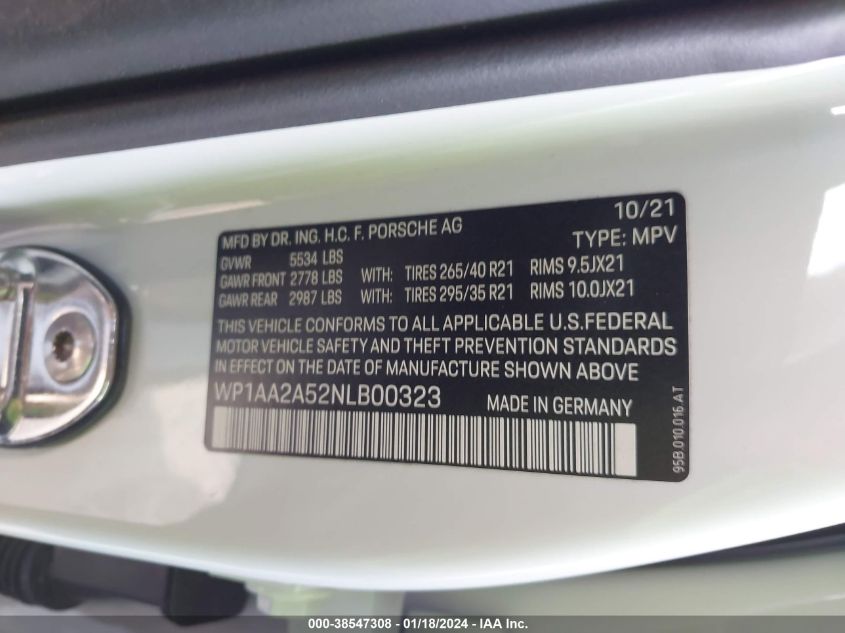 10/21
MFD BY DR. ING. H.C. F. PORSCHE AG
TYPE: MPV
GVWR 5534 LBS
GAWR FRONT 2778 LBS WITH: TIRES 265/40 R21 RIMS 9.5JX21
GAWR REAR 2987 LBS WITH: TIRES 295/35 R21 RIMS 10.0JX21
THIS VEHICLE CONFORMS TO ALL APPLICABLE U.S.FEDERAL
MOTOR VEHICLE SAFETY AND THEFT PREVENTION STANDARDS
IN EFFECT ON THE DATE OF MANUFACTURE SHOWN ABOVE
WP1AA2A52NLB00323 MADE IN GERMANY
95B.010.016.AT
000-38547308 - 01/18/2024 - IAA Inc.